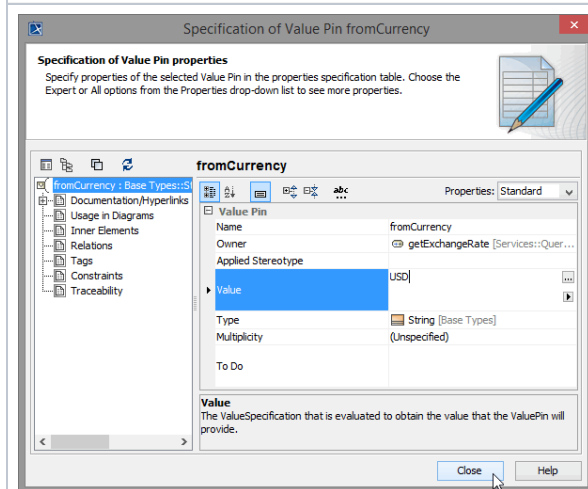 Specification of Value Pin fromCurrency
Specification of Value Pin properties
Specify properties of the selected Value Pin in the properties specification table. Choose the
Expert or All options from the Properties drop-down list to see more properties.
fromCurrency
fromCurrency : Base Types::St
Documentation/Hyperlinks
Usage in Diagrams
Inner Elements
Relations
Tags
Constraints
Traceability
abc
Properties: Standard
Value Pin
Name fromCurrency
Owner getExchangeRate [Services::Quer...
Applied Stereotype
Value USD
...
Type String [Base Types]
Multiplicity (Unspecified)
To Do
Value
The ValueSpecification that is evaluated to obtain the value that the ValuePin will
provide.
Close Help